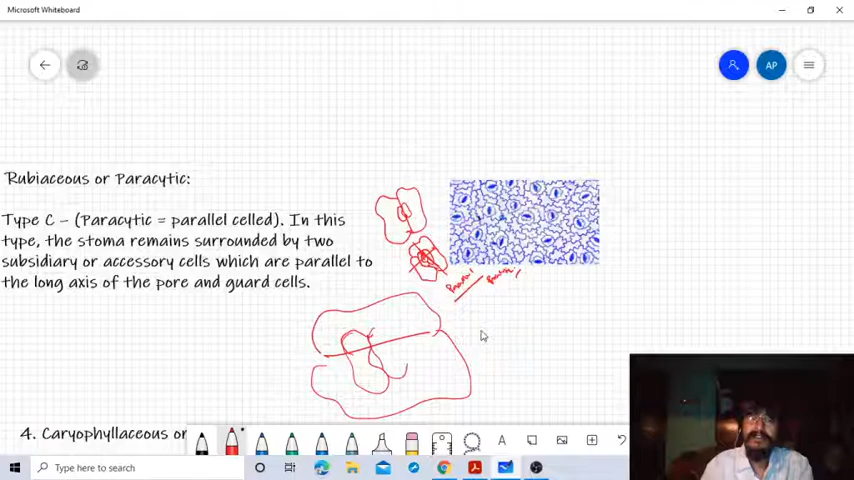 Microsoft Whiteboard
AP
Rubiaceous or Paracytic:
Type C - (Paracytic = parallel celled). In this
type, the stoma remains surrounded by two
subsidiary or accessory cells which are parallel to
the long axis of the pore and guard cells.
4. Caryophyllaceous or
A
Type here to search